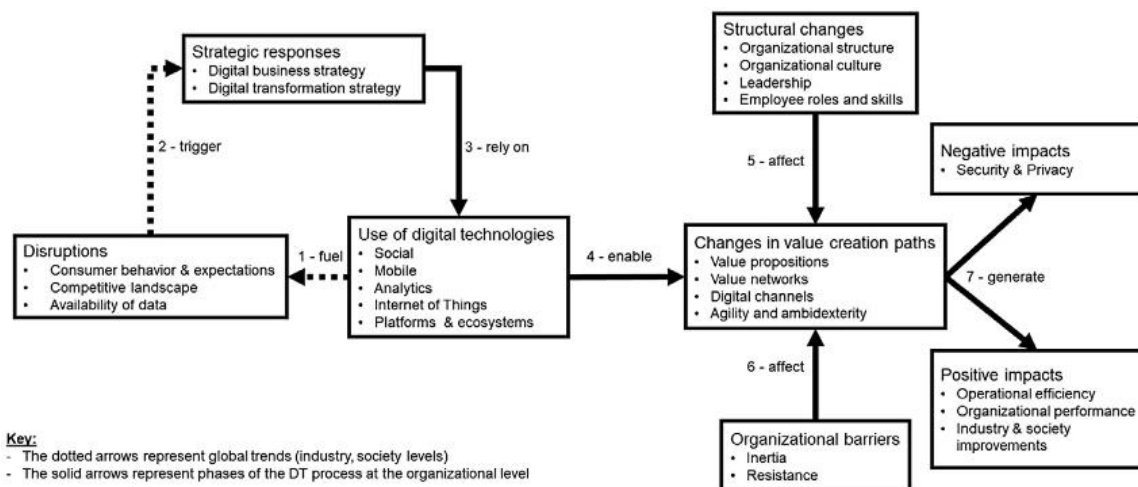 Strategic responses
• Digital business strategy
• Digital transformation strategy
2 - trigger
3 - rely on
Disruptions
• Consumer behavior & expectations
• Competitive landscape
• Availability of data
1 - fuel
Use of digital technologies
• Social
• Mobile
• Analytics
• Internet of Things
• Platforms & ecosystems
4 - enable
Structural changes
• Organizational structure
• Organizational culture
• Leadership
• Employee roles and skills
5 - affect
Changes in value creation paths
• Value propositions
• Value networks
• Digital channels
• Agility and ambidexterity
6 - affect
Organizational barriers
• Inertia
• Resistance
7 - generate
Negative impacts
• Security & Privacy
Positive impacts
• Operational efficiency
• Organizational performance
• Industry & society
improvements
Key:
- The dotted arrows represent global trends (industry, society levels)
- The solid arrows represent phases of the DT process at the organizational level